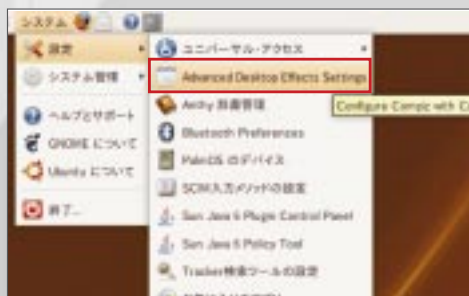 システム
設定
システム管理
ヘルプとサポート
GNOME について
Ubuntu について
終了...
ユニバーサル・アクセス
Advanced Desktop Effects Settings
Anthy 辞書管理
Configure Compiz with C
Bluetooth Preferences
PalmOS のデバイス
SCIM入力メソッドの設定
Sun Java 6 Plugin Control Panel
Sun Java 6 Policy Tool
Tracker検索ツールの設定